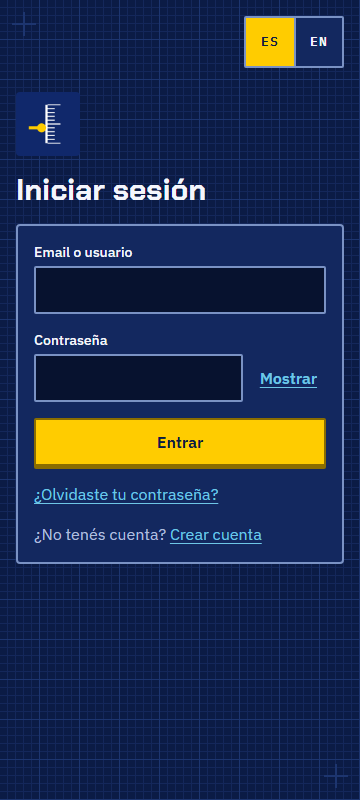 ES EN
Iniciar sesión
Email o usuario
Contraseña
Mostrar
Entrar
¿Olvidaste tu contraseña?
¿No tenés cuenta? Crear cuenta